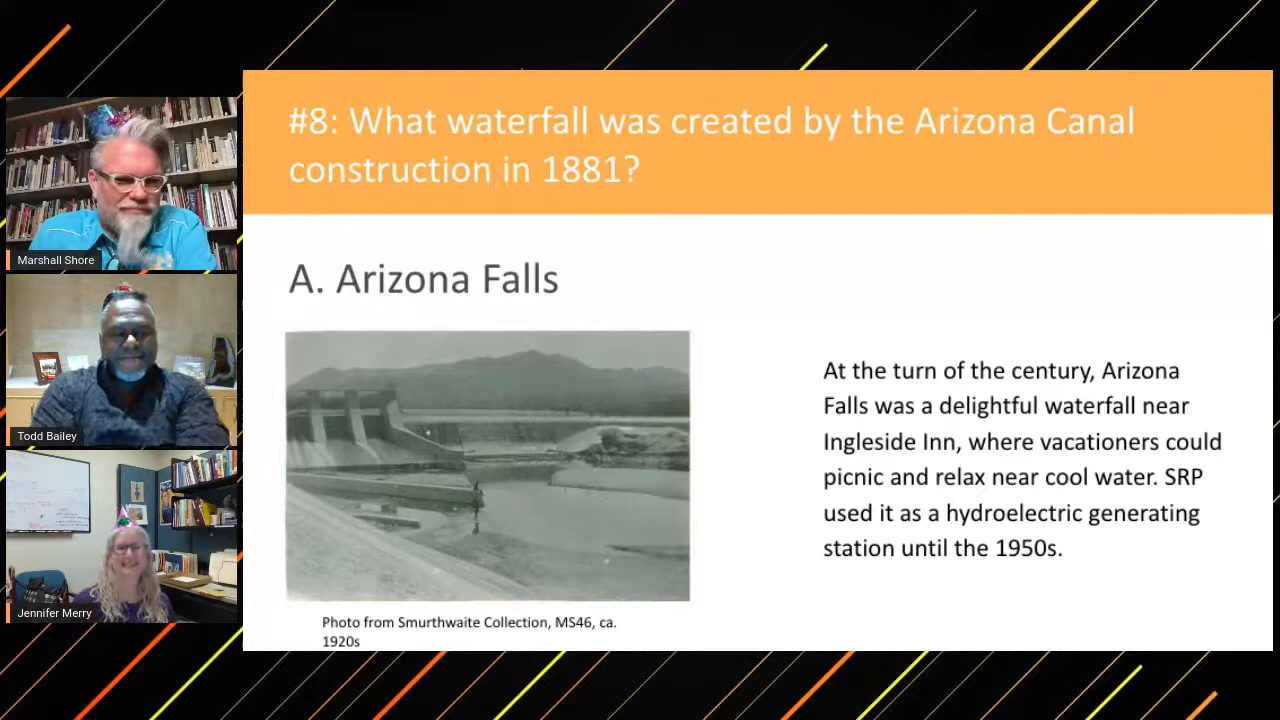 #8: What waterfall was created by the Arizona Canal
construction in 1881?
A. Arizona Falls
At the turn of the century, Arizona
Falls was a delightful waterfall near
Ingleside Inn, where vacationers could
picnic and relax near cool water. SRP
used it as a hydroelectric generating
station until the 1950s.
Photo from Smurthwaite Collection, MS46, ca.
1920s
Marshall Shore
Todd Bailey
Jennifer Merry